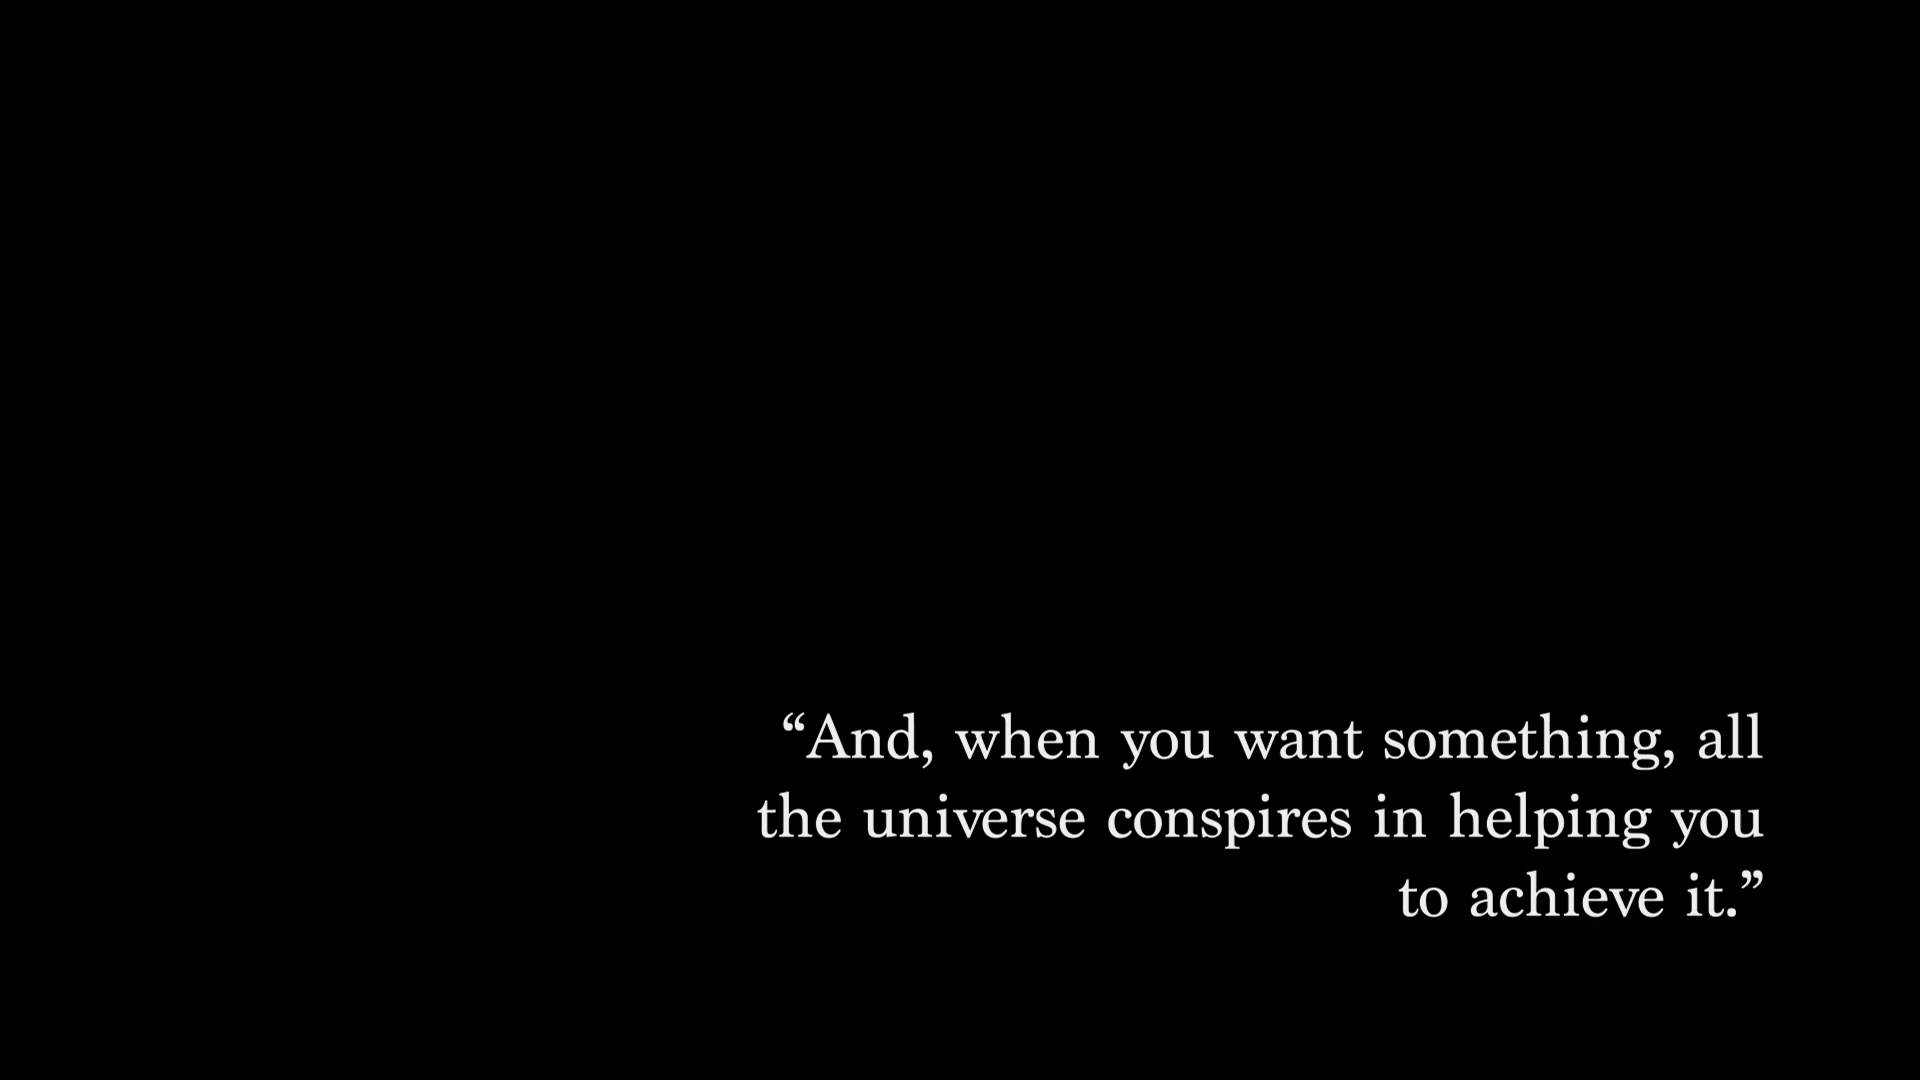 “And, when you want something, all
the universe conspires in helping you
to achieve it.”